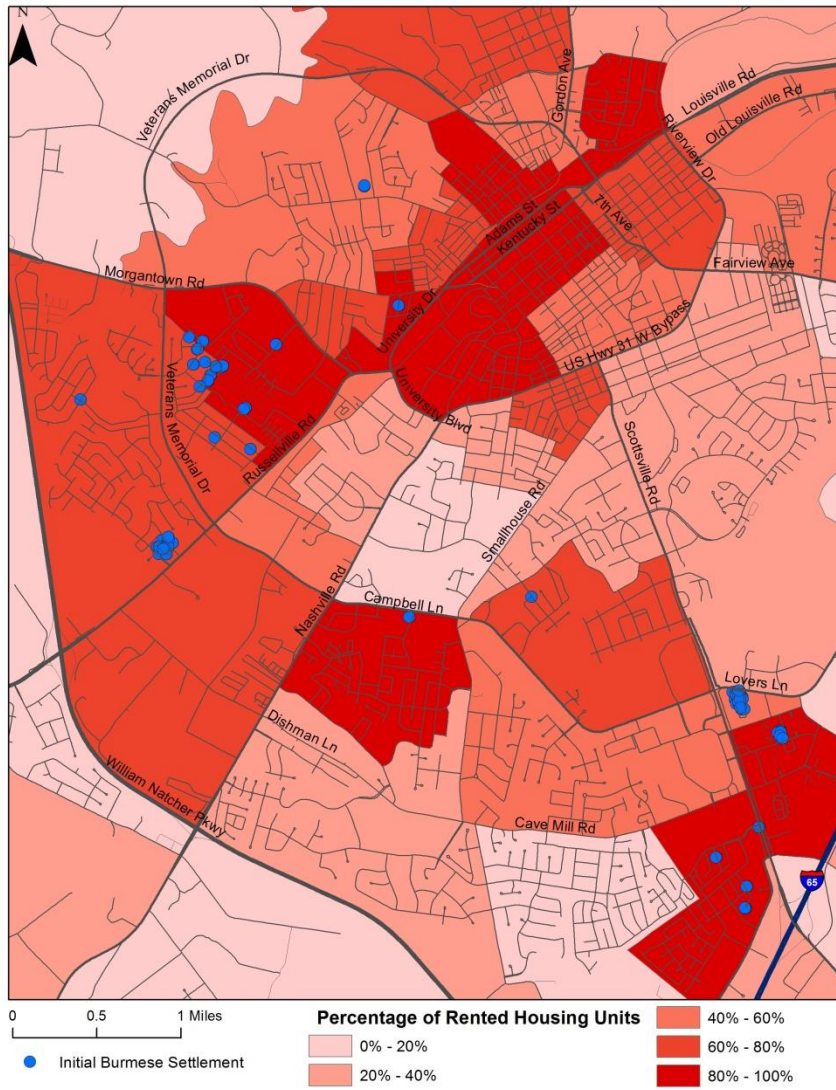 N
Veterans Memorial Dr
Gordon Ave
Louisville Rd
Old Louisville Rd
Riverview Dr
Adams St
Kentucky St
7th Ave
Fairview Ave
Morgantown Rd
University Dr
US Hwy 31 W Bypass
Veterans Memorial Dr
Russellville Rd
University Blvd
Scottsville Rd
Smallhouse Rd
Nashville Rd
Campbell Ln
Lovers Ln
Dishman Ln
William Natcher Pkwy
Cave Mill Rd
65
0 0.5 1 Miles
Initial Burmese Settlement
Percentage of Rented Housing Units
0% - 20%
20% - 40%
40% - 60%
60% - 80%
80% - 100%